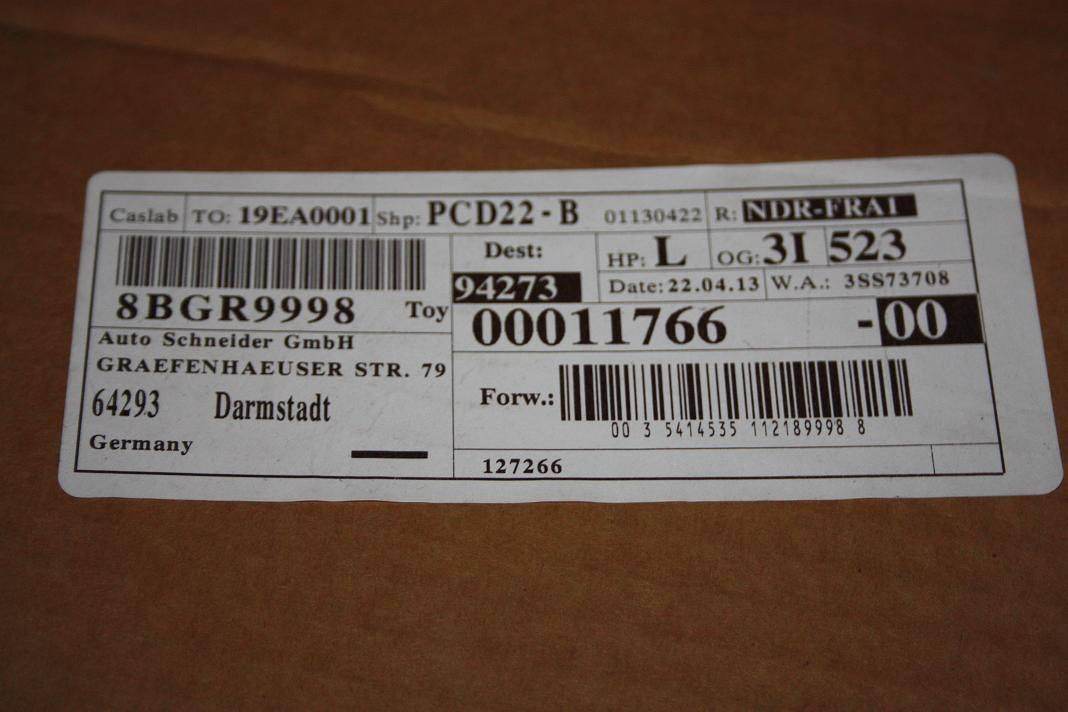 Caslab TO: 19EA0001 Shp: PCD22 - B 01130422 R: NDR-FRA1
Dest: HP: L OG: 3I 523
94273 Date: 22.04.13 W.A.: 3SS73708
8BGR9998 Toy 00011766 -00
Auto Schneider GmbH
GRAEFENHAEUSER STR. 79
64293 Darmstadt Forw.:
00 3 5414535 112189998 8
Germany
127266